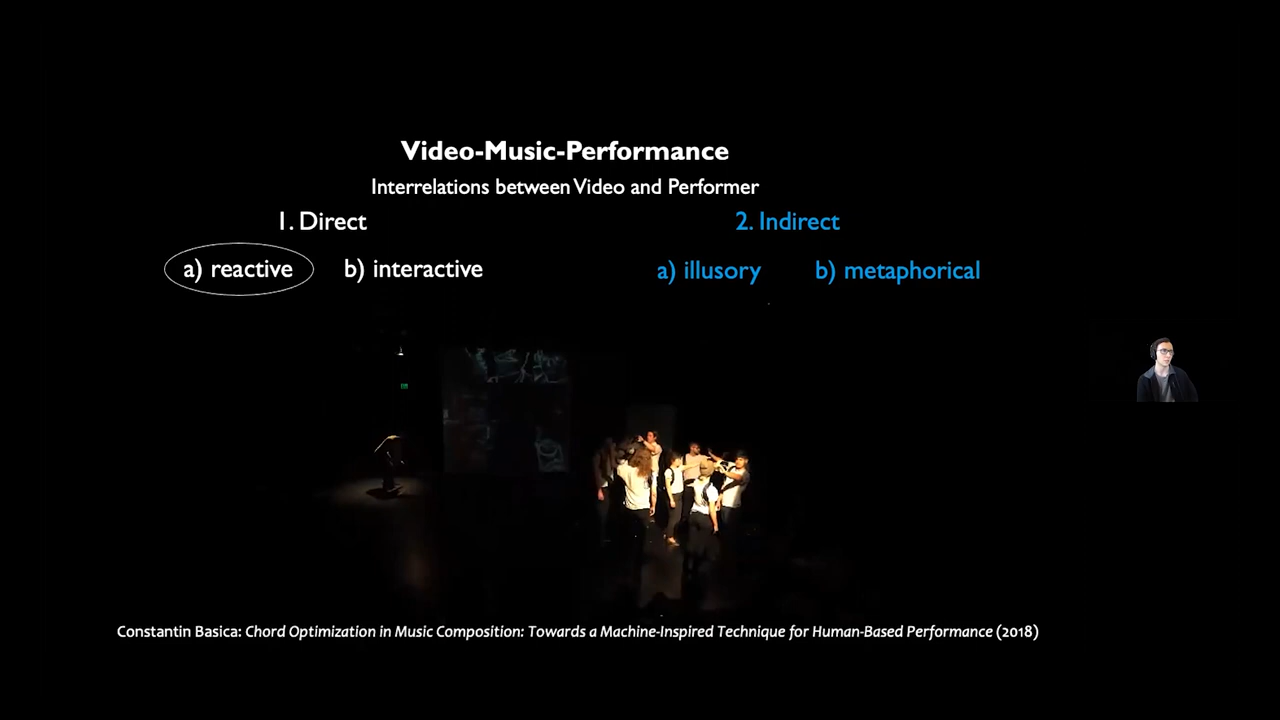 Video-Music-Performance
Interrelations between Video and Performer
1. Direct
2. Indirect
a) reactive
b) interactive
a) illusory
b) metaphorical
Constantin Basica: Chord Optimization in Music Composition: Towards a Machine-Inspired Technique for Human-Based Performance (2018)